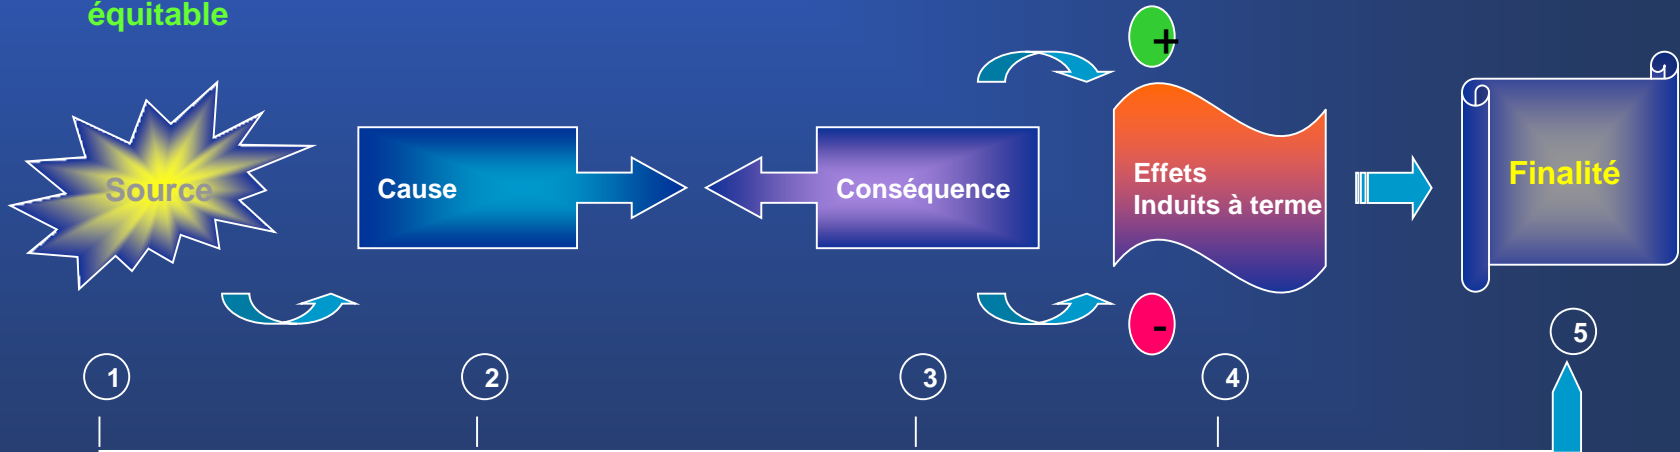 équitable
+
Source
Cause
Conséquence
Effets
Induits à terme
Finalité
-
1
2
3
4
5